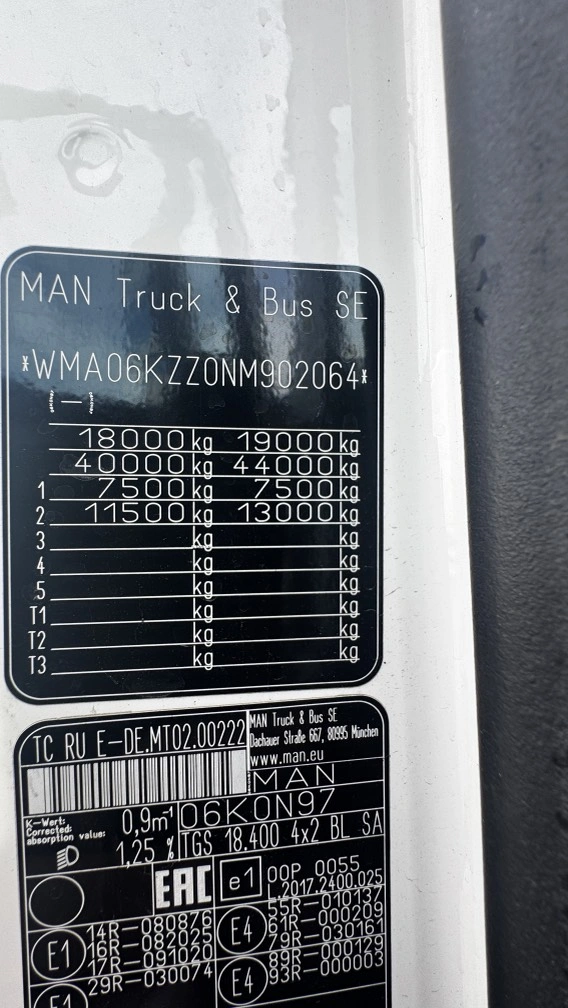 MAN Truck & Bus SE
*WMA06KZZ0NM902064*
18000 kg 19000 kg
40000 kg 44000 kg
1 7500 kg 7500 kg
2 11500 kg 13000 kg
3 kg kg
4 kg kg
5 kg kg
T1 kg kg
T2 kg kg
T3 kg kg
TC RU E-DE.MT02.00222
MAN Truck & Bus SE
Dachauer Straße 667, 80995 München
www.man.eu
MAN
K-Wert:
Corrected
absorption value:
0,9m⁻¹
06K0N97
1,25 %
TGS 18.400 4x2 BL SA
EAC
e1
00P 0055
L.2017.2400.025
E1
14R-080876
16R-082025
17R-091020
29R-030074
E4
55R-010137
61R-000209
79R-030161
E4
89R-000129
93R-000003
E1